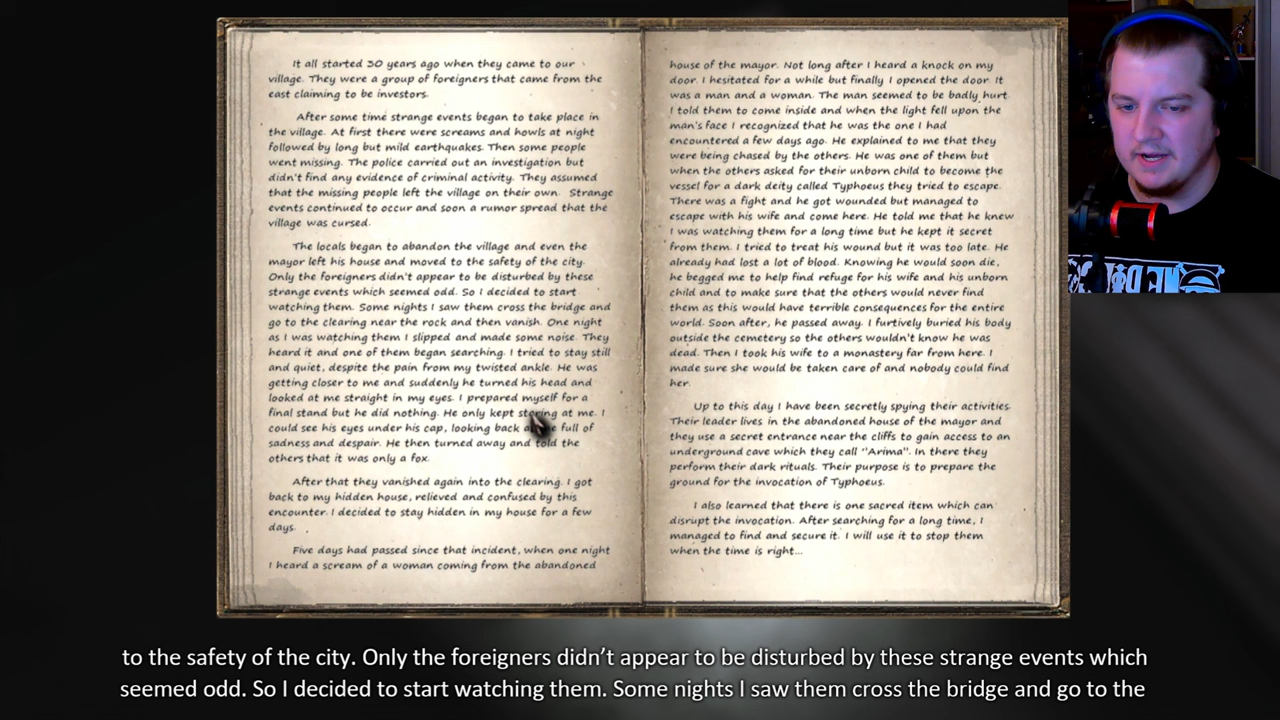 It all started 30 years ago when they came to our
village. They were a group of foreigners that came from the
east claiming to be investors.
After some time strange events began to take place in
the village. At first there were screams and howls at night
followed by long but mild earthquakes. Then some people
went missing. The police carried out an investigation but
didn't find any evidence of criminal activity. They assumed
that the missing people left the village on their own. Strange
events continued to occur and soon a rumor spread that the
village was cursed.
The locals began to abandon the village and even the
mayor left his house and moved to the safety of the city.
Only the foreigners didn't appear to be disturbed by these
strange events which seemed odd. So I decided to start
watching them. Some nights I saw them cross the bridge and
go to the clearing near the rock and then vanish. One night
as I was watching them I slipped and made some noise. They
heard it and one of them began searching. I tried to stay still
and quiet, despite the pain from my twisted ankle. He was
getting closer to me and suddenly he turned his head and
looked at me straight in my eyes. I prepared myself for a
final stand but he did nothing. He only kept staring at me. I
could see his eyes under his cap, looking back at me full of
sadness and despair. He then turned away and told the
others that it was only a fox.
After that they vanished again into the clearing. I got
back to my hidden house, relieved and confused by this
encounter. I decided to stay hidden in my house for a few
days.
Five days had passed since that incident, when one night
I heard a scream of a woman coming from the abandoned
house of the mayor. Not long after I heard a knock on my
door. I hesitated for a while but finally I opened the door. It
was a man and a woman. The man seemed to be badly hurt.
I told them to come inside and when the light fell upon the
man's face I recognized that he was the one I had
encountered a few days ago. He explained to me that they
were being chased by the others. He was one of them but
when the others asked for their unborn child to become the
vessel for a dark deity called Typhoeus they tried to escape.
There was a fight and he got wounded but managed to
escape with his wife and come here. He told me that he knew
I was watching them for a long time but he kept it secret
from them. I tried to treat his wound but it was too late. He
already had lost a lot of blood. Knowing he would soon die,
he begged me to help find refuge for his wife and his unborn
child and to make sure that the others would never find
them as this would have terrible consequences for the entire
world. Soon after, he passed away. I furtively buried his body
outside the cemetery so the others wouldn't know he was
dead. Then I took his wife to a monastery far from here. I
made sure she would be taken care of and nobody could find
her.
Up to this day I have been secretly spying their activities.
Their leader lives in the abandoned house of the mayor and
they use a secret entrance near the cliffs to gain access to an
underground cave which they call "Arima". In there they
perform their dark rituals. Their purpose is to prepare the
ground for the invocation of Typhoeus.
I also learned that there is one sacred item which can
disrupt the invocation. After searching for a long time, I
managed to find and secure it. I will use it to stop them
when the time is right...
to the safety of the city. Only the foreigners didn't appear to be disturbed by these strange events which
seemed odd. So I decided to start watching them. Some nights I saw them cross the bridge and go to the